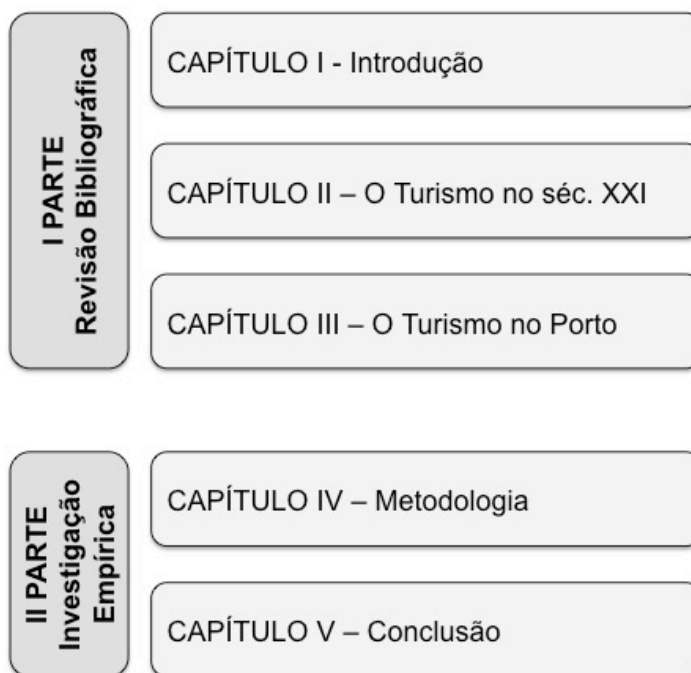 I PARTE
Revisão Bibliográfica
CAPÍTULO I - Introdução
CAPÍTULO II – O Turismo no séc. XXI
CAPÍTULO III – O Turismo no Porto
II PARTE
Investigação
Empírica
CAPÍTULO IV – Metodologia
CAPÍTULO V – Conclusão